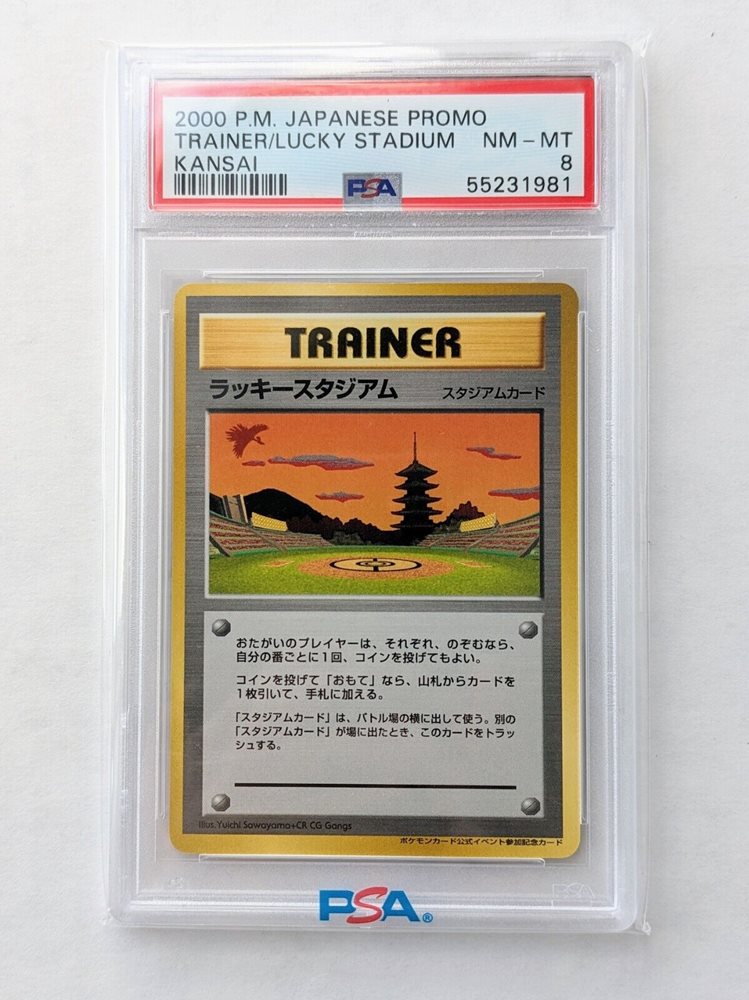 2000 P.M. JAPANESE PROMO
TRAINER/LUCKY STADIUM NM - MT
KANSAI 8
PSA 55231981
TRAINER
ラッキースタジアム スタジアムカード
おたがいのプレイヤーは、それぞれ、のぞむなら、
自分の番ごとに1回、コインを投げてもよい。
コインを投げて「おもて」なら、山札からカードを
1枚引いて、手札に加える。
「スタジアムカード」は、バトル場の横に出して使う。別の
「スタジアムカード」が場に出たとき、このカードをトラッ
シュする。
Illus. Yuichi Sawayama+CR CG Gangs
ポケモンカード公式イベント参加記念カード
PSA
PSA®